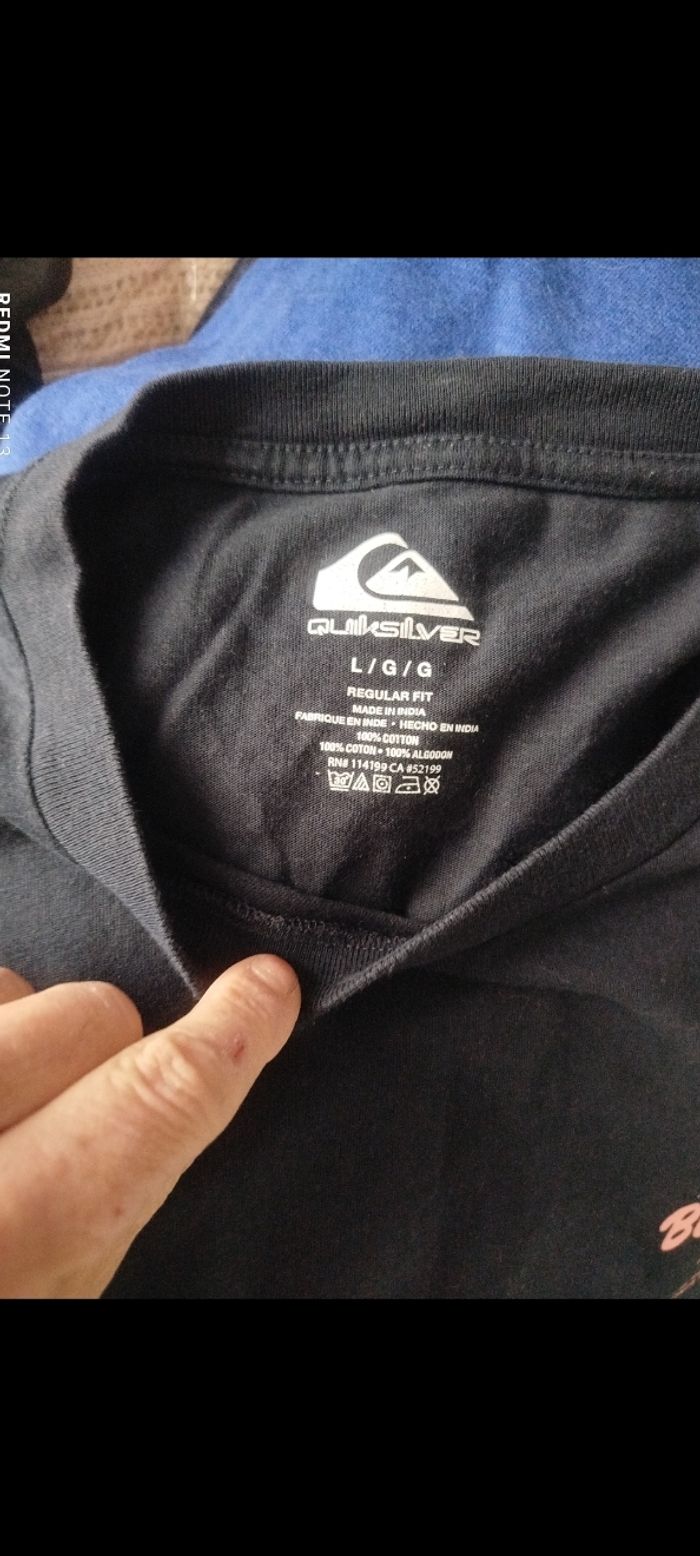 REDMI NOTE 13
QUIKSILVER
L / G / G
REGULAR FIT
MADE IN INDIA
FABRIQUE EN INDE • HECHO EN INDIA
100% COTTON
100% COTON • 100% ALGODON
RN# 114199 CA #52199
30°